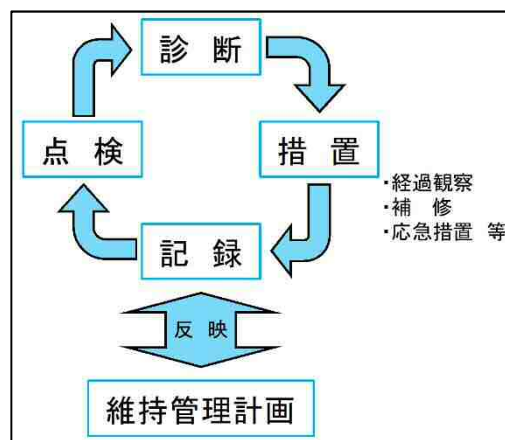 診 断
点 検
措 置
・経過観察
・補 修
・応急措置 等
記 録
反 映
維持管理計画